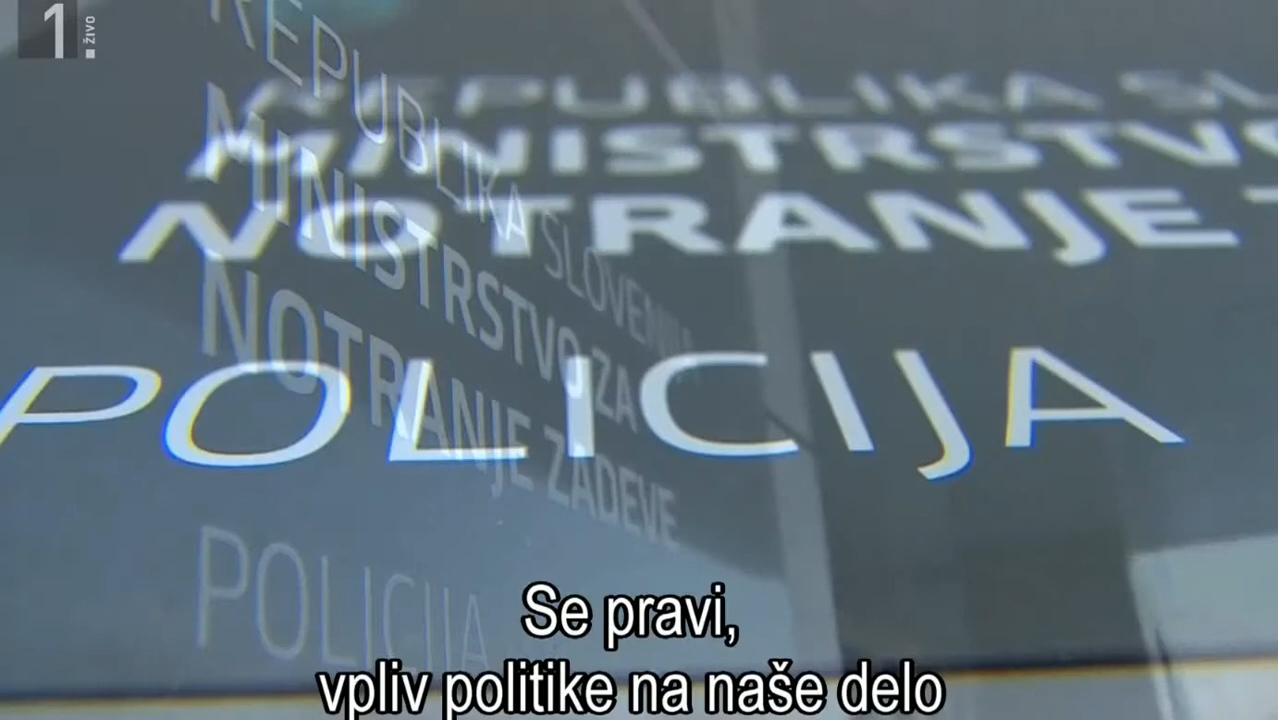 1
živo
REPUBLIKA SLOVENIJA
MINISTRSTVO ZA
NOTRANJE ZADEVE
POLICIJA
REPUBLIKA SL
MINISTRSTVO
NOTRANJE
POLICIJA
Se pravi,
vpliv politike na naše delo